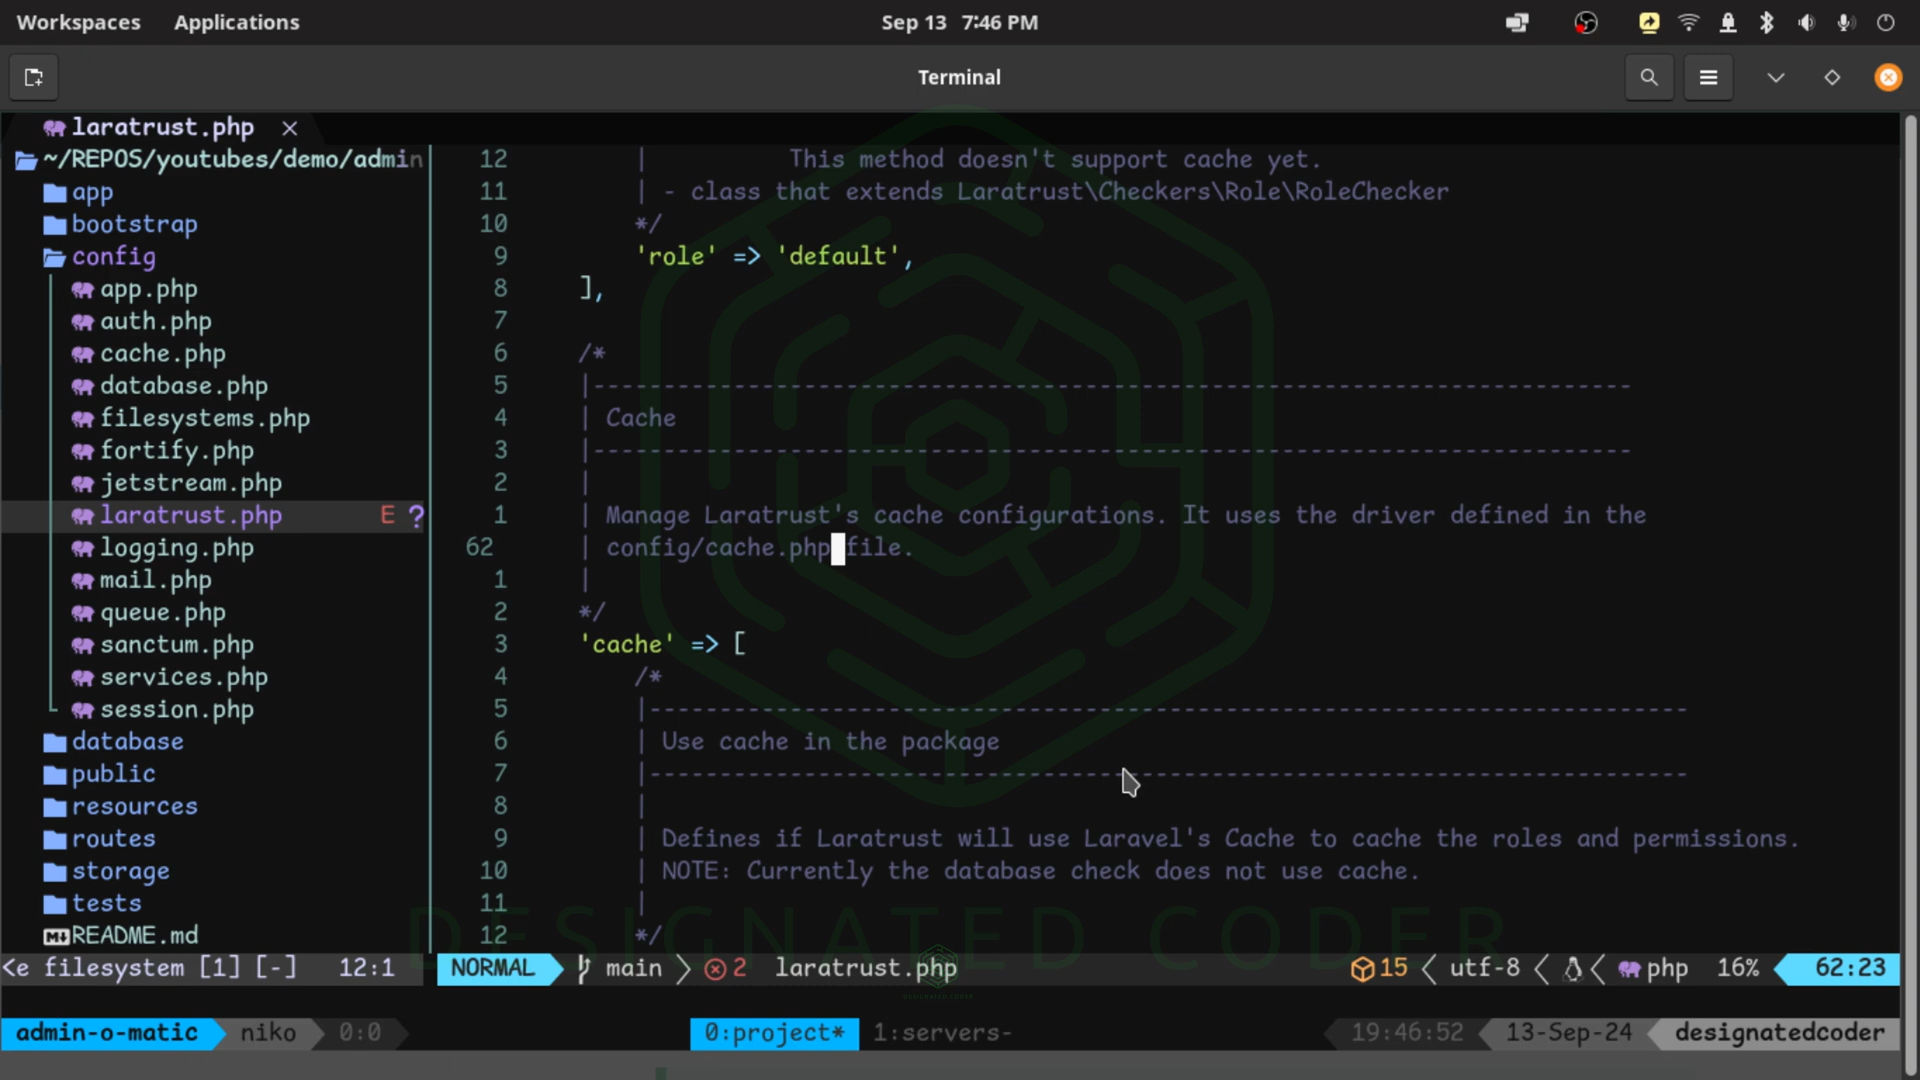 Workspaces Applications Sep 13 7:46 PM
Terminal
laratrust.php ×
~/REPOS/youtubes/demo/admin
app
bootstrap
config
app.php
auth.php
cache.php
database.php
filesystems.php
fortify.php
jetstream.php
laratrust.php E ?
logging.php
mail.php
queue.php
sanctum.php
services.php
session.php
database
public
resources
routes
storage
tests
README.md
<e filesystem [1] [-] 12:1
12 | This method doesn't support cache yet.
11 | - class that extends Laratrust\Checkers\Role\RoleChecker
10 */
9 'role' => 'default',
8 ],
7
6 /*
5 |--------------------------------------------------------------------------
4 | Cache
3 |--------------------------------------------------------------------------
2 |
1 | Manage Laratrust's cache configurations. It uses the driver defined in the
62 | config/cache.php file.
1 |
2 */
3 'cache' => [
4 /*
5 |--------------------------------------------------------------------------
6 | Use cache in the package
7 |--------------------------------------------------------------------------
8 |
9 | Defines if Laratrust will use Laravel's Cache to cache the roles and permissions.
10 | NOTE: Currently the database check does not use cache.
11 |
12 */
DESIGNATED CODER
NORMAL main 2 laratrust.php 15 utf-8 php 16% 62:23
DESIGNATED CODER
admin-o-matic niko 0:0 0:project* 1:servers- 19:46:52 13-Sep-24 designatedcoder